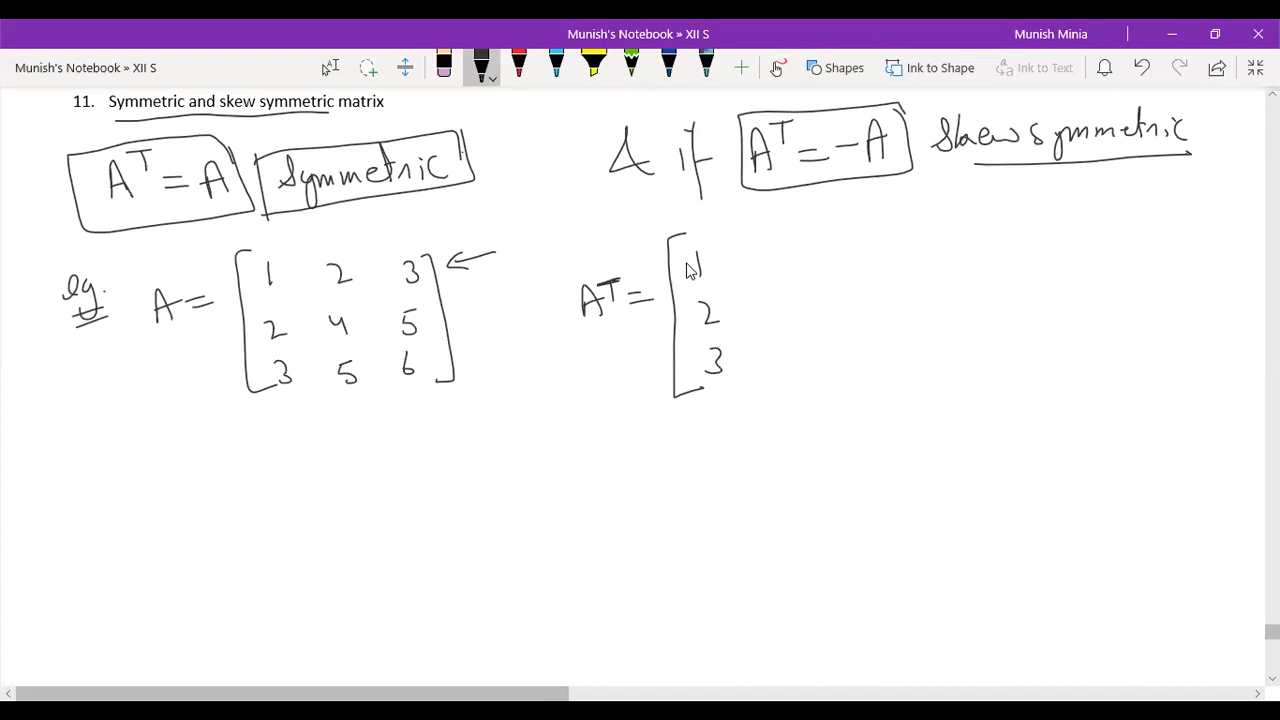 Munish's Notebook » XII S
Munish Minia
Munish's Notebook » XII S
Shapes
Ink to Shape
Ink to Text
11. Symmetric and skew symmetric matrix
A^T = A Symmetric & if A^T = -A Skew symmetric
eg. A = [1 2 3 A^T = [1
2 4 5 2
3 5 6] 3